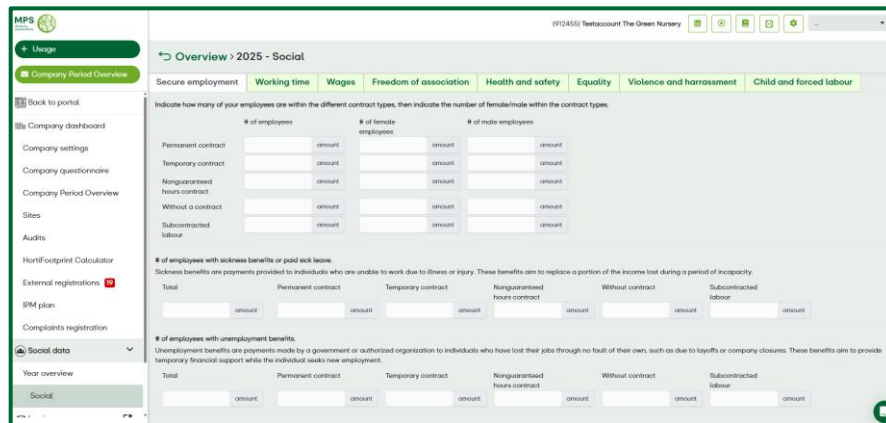 MPS
(912455) Testaccount The Green Nursery
+ Usage
Company Period Overview
Back to portal
Company dashboard
Company settings
Company questionnaire
Company Period Overview
Sites
Audits
HortiFootprint Calculator
External registrations 19
IPM plan
Complaints registration
Social data
Year overview
Social
Overview > 2025 - Social
Secure employment Working time Wages Freedom of association Health and safety Equality Violence and harrassment Child and forced labour
Indicate how many of your employees are within the different contract types, then indicate the number of female/male within the contract types.
# of employees # of female employees # of male employees
Permanent contract amount amount amount
Temporary contract amount amount amount
Nonguaranteed hours contract amount amount amount
Without a contract amount amount amount
Subcontracted labour amount amount amount
# of employees with sickness benefits or paid sick leave.
Sickness benefits are payments provided to individuals who are unable to work due to illness or injury. These benefits aim to replace a portion of the income lost during a period of incapacity.
Total Permanent contract Temporary contract Nonguaranteed hours contract Without contract Subcontracted labour
amount amount amount amount amount amount
# of employees with unemployment benefits.
Unemployment benefits are payments made by a government or authorized organization to individuals who have lost their jobs through no fault of their own, such as due to layoffs or company closures. These benefits aim to provide
temporary financial support while the individual seeks new employment.
Total Permanent contract Temporary contract Nonguaranteed hours contract Without contract Subcontracted labour
amount amount amount amount amount amount